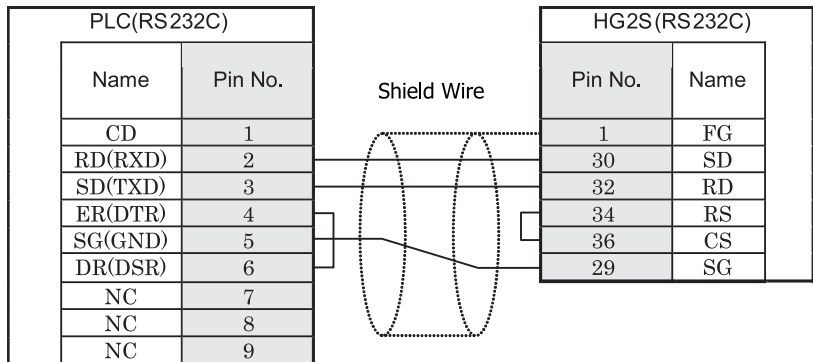 PLC(RS232C) HG2S(RS232C)
Name Pin No. Shield Wire Pin No. Name
CD 1 1 FG
RD(RXD) 2 30 SD
SD(TXD) 3 32 RD
ER(DTR) 4 34 RS
SG(GND) 5 36 CS
DR(DSR) 6 29 SG
NC 7
NC 8
NC 9